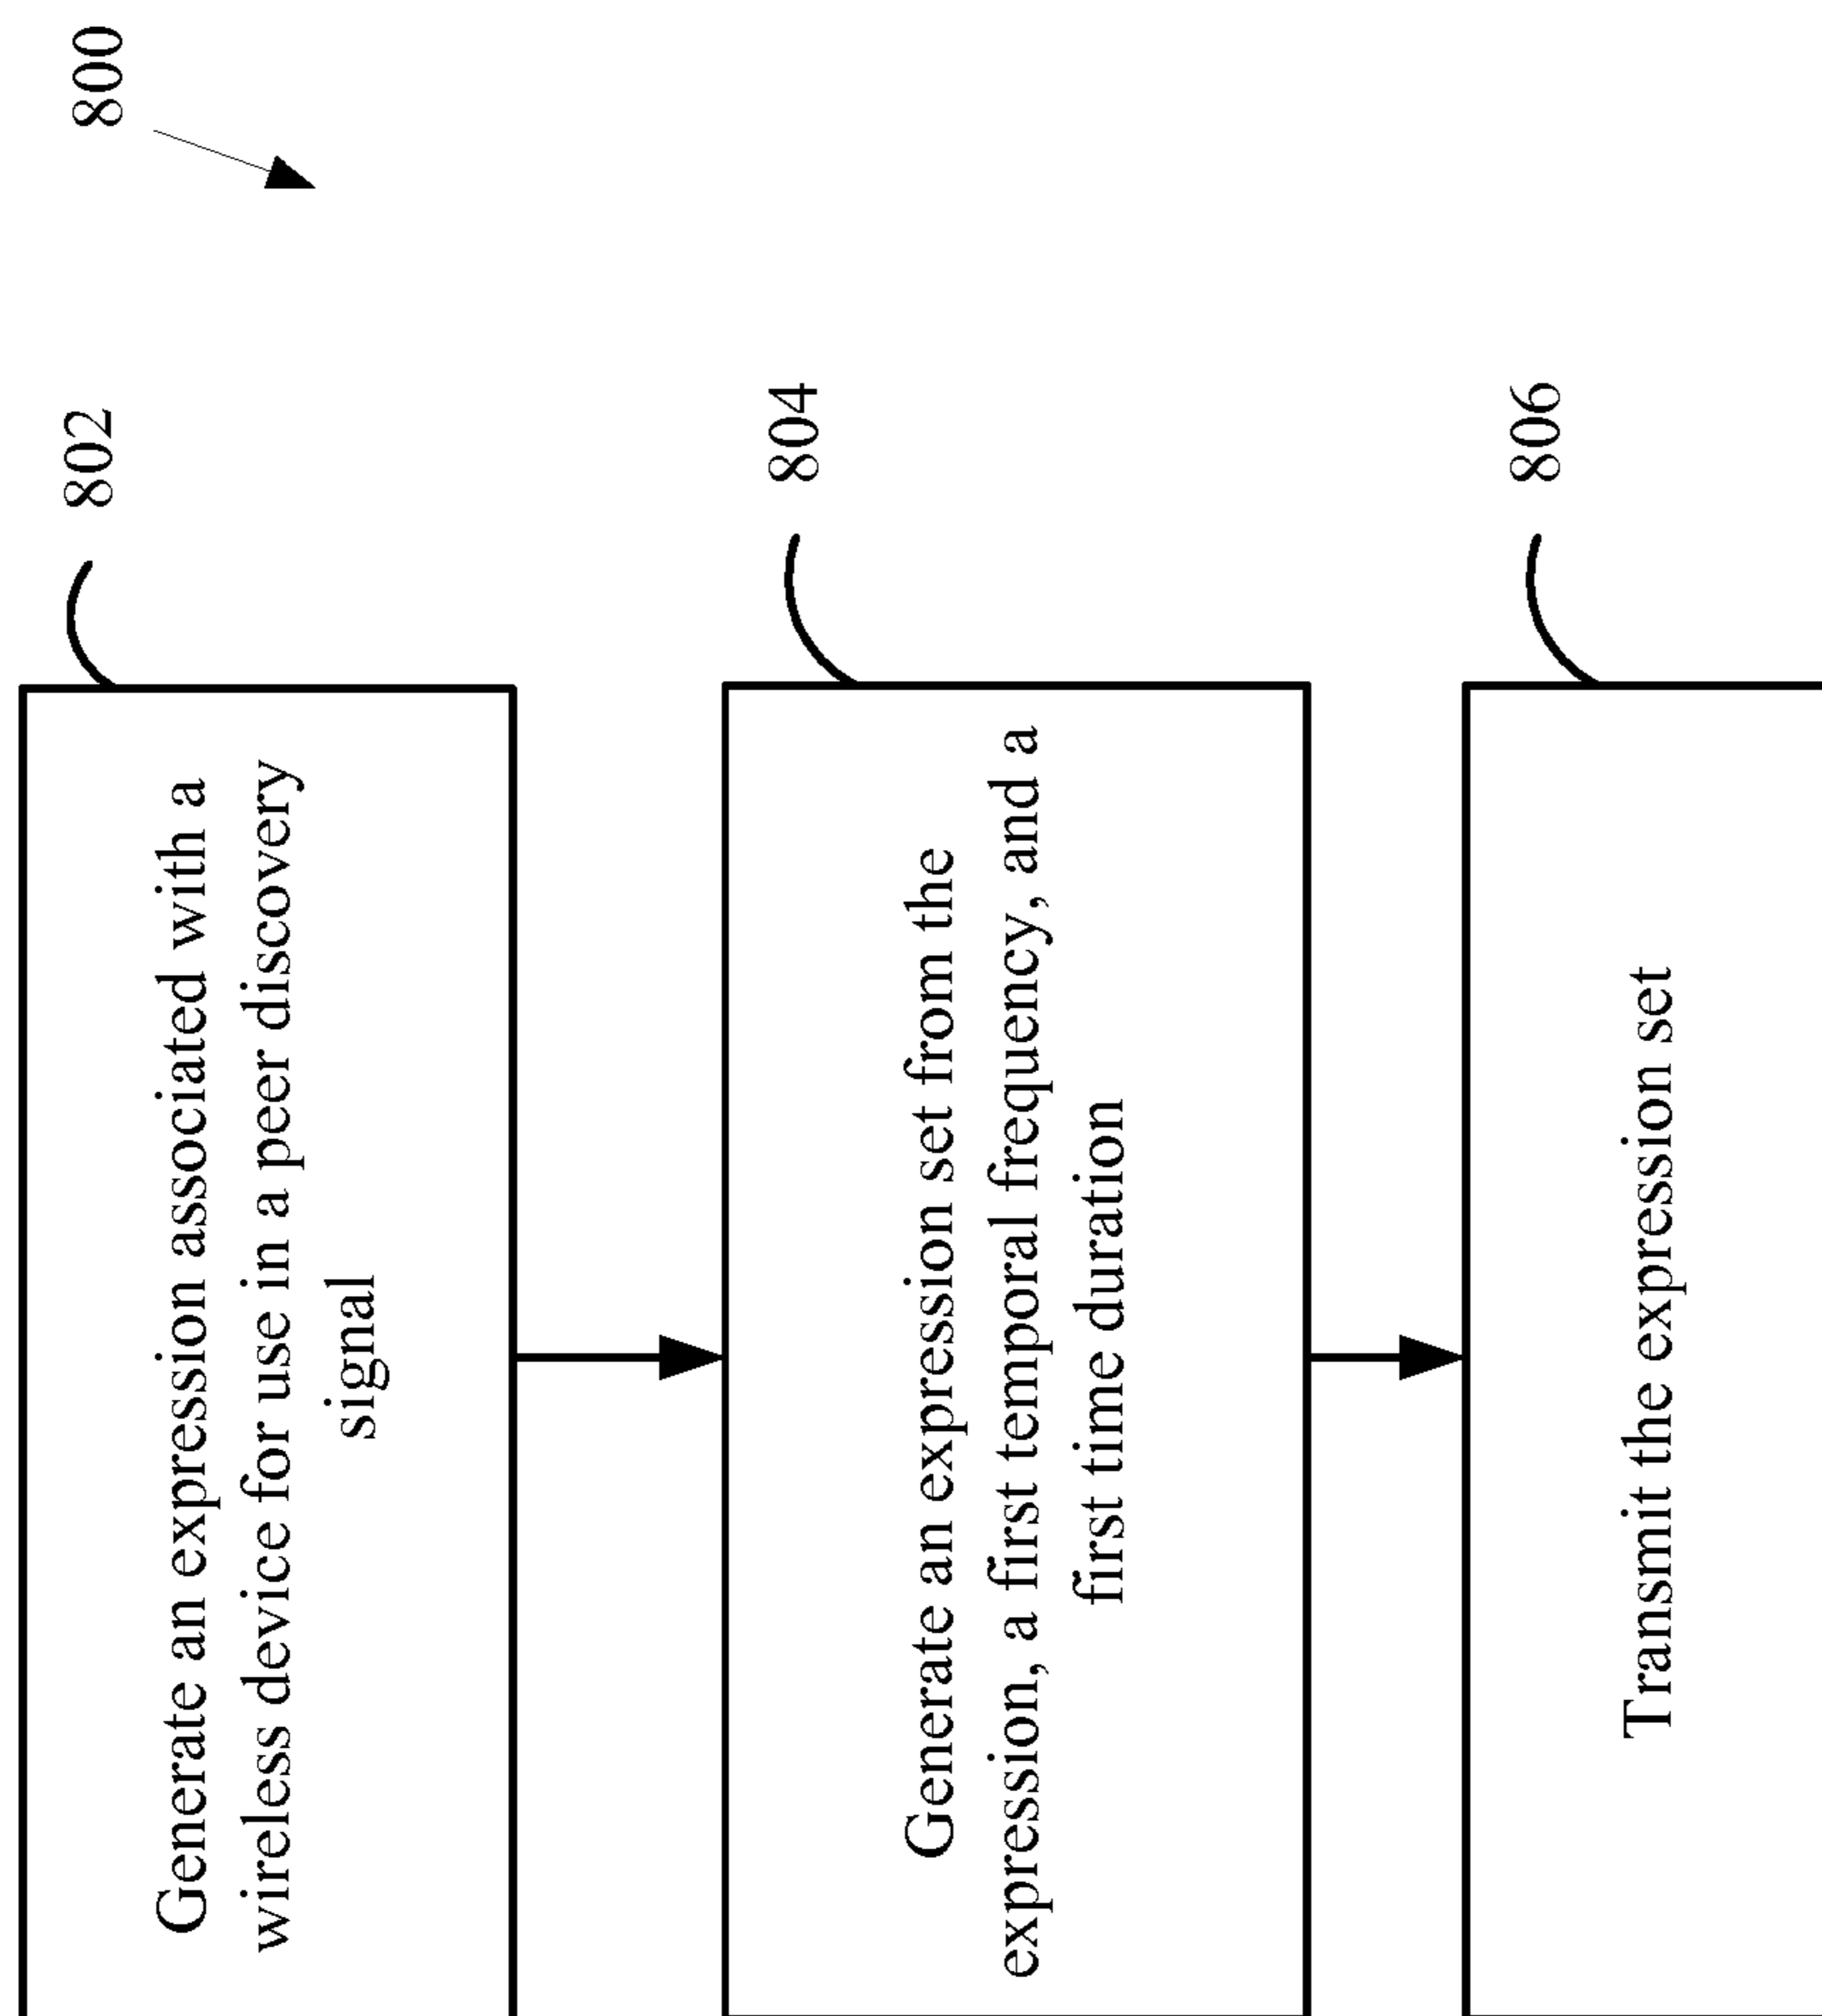 800
802
Generate an expression associated with a
wireless device for use in a peer discovery
signal
804
Generate an expression set from the
expression, a first temporal frequency, and a
first time duration
806
Transmit the expression set